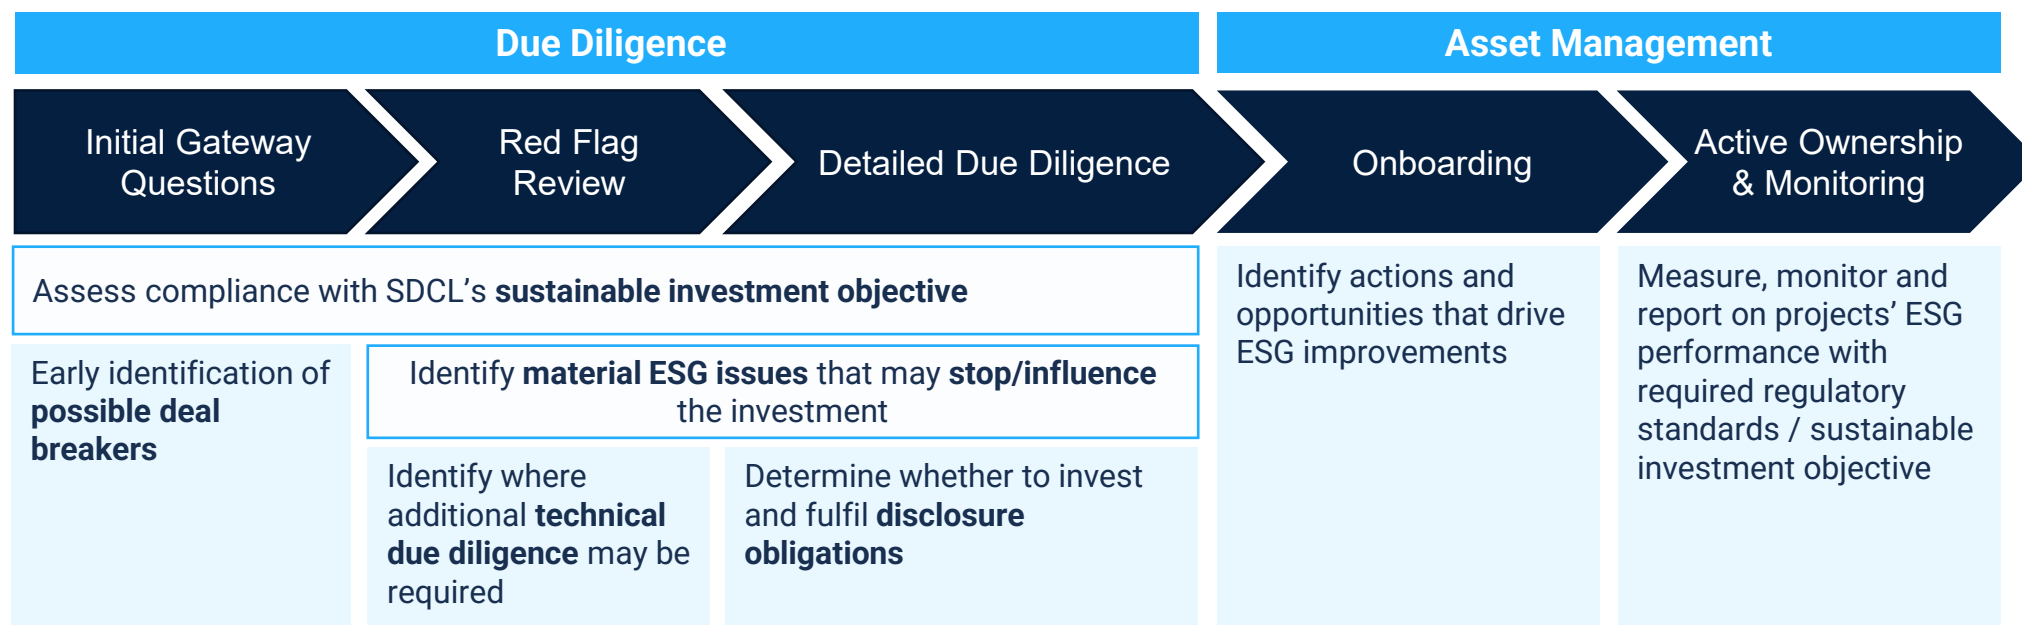 Due Diligence
Asset Management
Initial Gateway
Questions
Red Flag
Review
Detailed Due Diligence
Onboarding
Active Ownership
& Monitoring
Assess compliance with SDCL’s sustainable investment objective
Early identification of
possible deal
breakers
Identify material ESG issues that may stop/influence
the investment
Identify where
additional technical
due diligence may be
required
Determine whether to invest
and fulfil disclosure
obligations
Identify actions and
opportunities that drive
ESG improvements
Measure, monitor and
report on projects’ ESG
performance with
required regulatory
standards / sustainable
investment objective